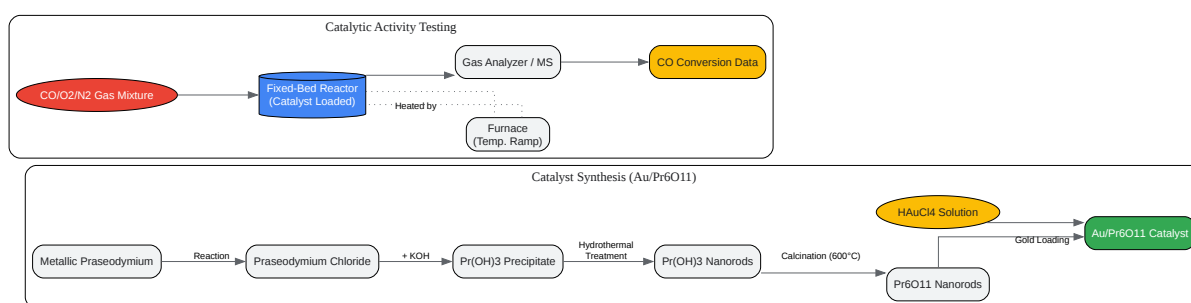 Catalytic Activity Testing
CO/O2/N2 Gas Mixture
Fixed-Bed Reactor
(Catalyst Loaded)
Gas Analyzer / MS
CO Conversion Data
Heated by
Furnace
(Temp. Ramp)
Catalyst Synthesis (Au/Pr6O11)
Metallic Praseodymium
Reaction
Praseodymium Chloride
+ KOH
Pr(OH)3 Precipitate
Hydrothermal
Treatment
Pr(OH)3 Nanorods
Calcination (600°C)
Pr6O11 Nanorods
HAuCl4 Solution
Gold Loading
Au/Pr6O11 Catalyst